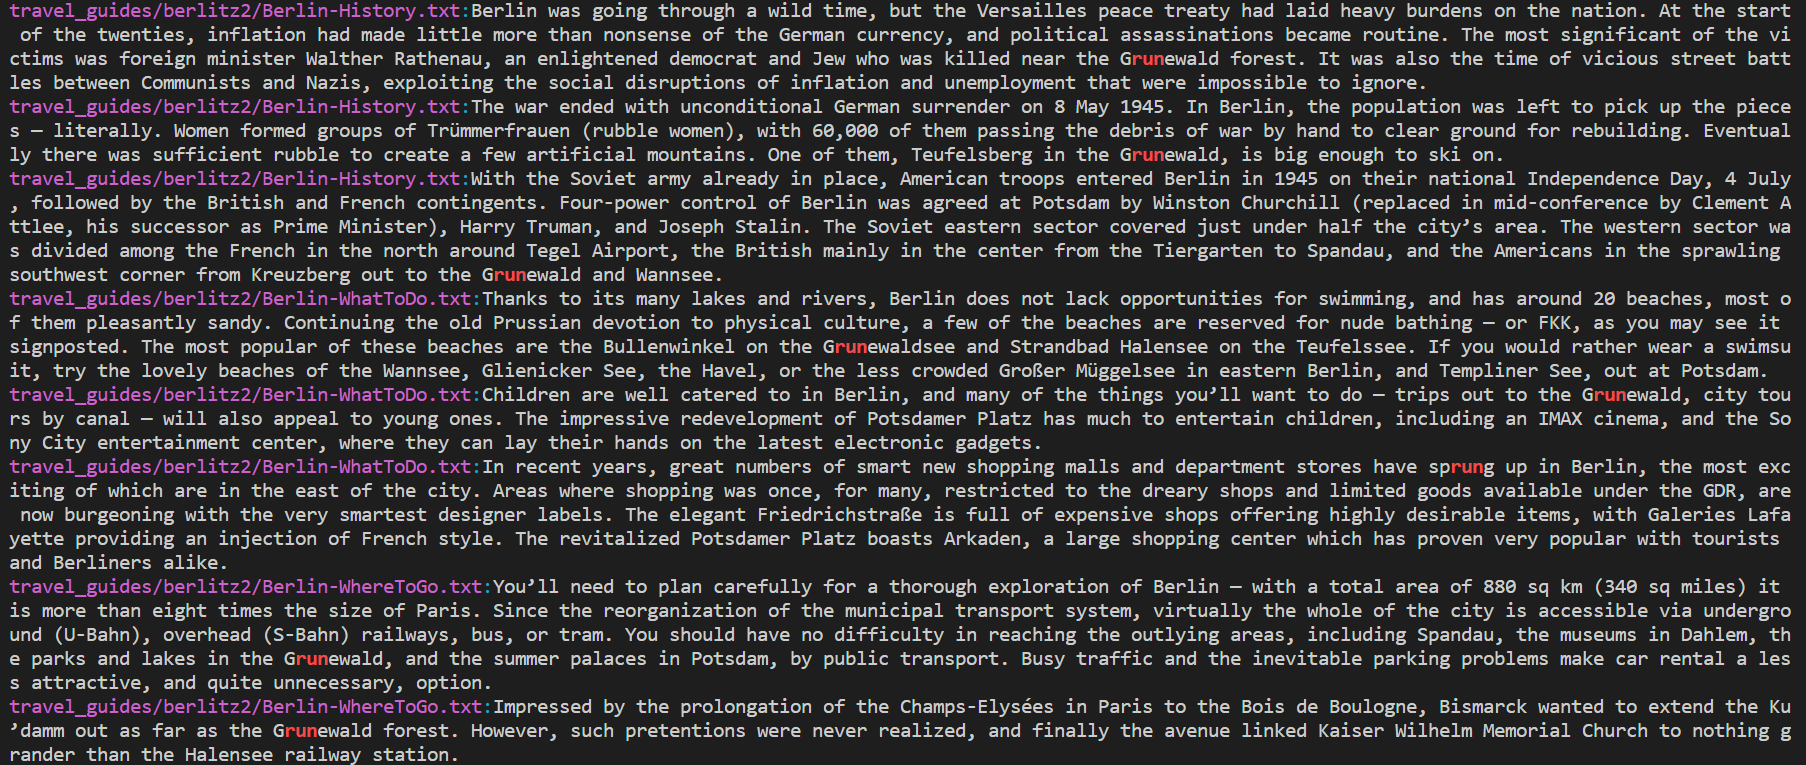 travel_guides/berlitz2/Berlin-History.txt:Berlin was going through a wild time, but the Versailles peace treaty had laid heavy burdens on the nation. At the start
 of the twenties, inflation had made little more than nonsense of the German currency, and political assassinations became routine. The most significant of the vi
ctims was foreign minister Walther Rathenau, an enlightened democrat and Jew who was killed near the Grunewald forest. It was also the time of vicious street batt
les between Communists and Nazis, exploiting the social disruptions of inflation and unemployment that were impossible to ignore.
travel_guides/berlitz2/Berlin-History.txt:The war ended with unconditional German surrender on 8 May 1945. In Berlin, the population was left to pick up the piece
s — literally. Women formed groups of Trümmerfrauen (rubble women), with 60,000 of them passing the debris of war by hand to clear ground for rebuilding. Eventual
ly there was sufficient rubble to create a few artificial mountains. One of them, Teufelsberg in the Grunewald, is big enough to ski on.
travel_guides/berlitz2/Berlin-History.txt:With the Soviet army already in place, American troops entered Berlin in 1945 on their national Independence Day, 4 July
, followed by the British and French contingents. Four-power control of Berlin was agreed at Potsdam by Winston Churchill (replaced in mid-conference by Clement A
ttlee, his successor as Prime Minister), Harry Truman, and Joseph Stalin. The Soviet eastern sector covered just under half the city’s area. The western sector wa
s divided among the French in the north around Tegel Airport, the British mainly in the center from the Tiergarten to Spandau, and the Americans in the sprawling
southwest corner from Kreuzberg out to the Grunewald and Wannsee.
travel_guides/berlitz2/Berlin-WhatToDo.txt:Thanks to its many lakes and rivers, Berlin does not lack opportunities for swimming, and has around 20 beaches, most o
f them pleasantly sandy. Continuing the old Prussian devotion to physical culture, a few of the beaches are reserved for nude bathing — or FKK, as you may see it
signposted. The most popular of these beaches are the Bullenwinkel on the Grunewaldsee and Strandbad Halensee on the Teufelssee. If you would rather wear a swimsu
it, try the lovely beaches of the Wannsee, Glienicker See, the Havel, or the less crowded Großer Müggelsee in eastern Berlin, and Templiner See, out at Potsdam.
travel_guides/berlitz2/Berlin-WhatToDo.txt:Children are well catered to in Berlin, and many of the things you’ll want to do — trips out to the Grunewald, city tou
rs by canal — will also appeal to young ones. The impressive redevelopment of Potsdamer Platz has much to entertain children, including an IMAX cinema, and the So
ny City entertainment center, where they can lay their hands on the latest electronic gadgets.
travel_guides/berlitz2/Berlin-WhatToDo.txt:In recent years, great numbers of smart new shopping malls and department stores have sprung up in Berlin, the most exc
iting of which are in the east of the city. Areas where shopping was once, for many, restricted to the dreary shops and limited goods available under the GDR, are
 now burgeoning with the very smartest designer labels. The elegant Friedrichstraße is full of expensive shops offering highly desirable items, with Galeries Lafa
yette providing an injection of French style. The revitalized Potsdamer Platz boasts Arkaden, a large shopping center which has proven very popular with tourists
and Berliners alike.
travel_guides/berlitz2/Berlin-WhereToGo.txt:You’ll need to plan carefully for a thorough exploration of Berlin — with a total area of 880 sq km (340 sq miles) it
is more than eight times the size of Paris. Since the reorganization of the municipal transport system, virtually the whole of the city is accessible via undergro
und (U-Bahn), overhead (S-Bahn) railways, bus, or tram. You should have no difficulty in reaching the outlying areas, including Spandau, the museums in Dahlem, th
e parks and lakes in the Grunewald, and the summer palaces in Potsdam, by public transport. Busy traffic and the inevitable parking problems make car rental a les
s attractive, and quite unnecessary, option.
travel_guides/berlitz2/Berlin-WhereToGo.txt:Impressed by the prolongation of the Champs-Elysées in Paris to the Bois de Boulogne, Bismarck wanted to extend the Ku
’damm out as far as the Grunewald forest. However, such pretentions were never realized, and finally the avenue linked Kaiser Wilhelm Memorial Church to nothing g
rander than the Halensee railway station.